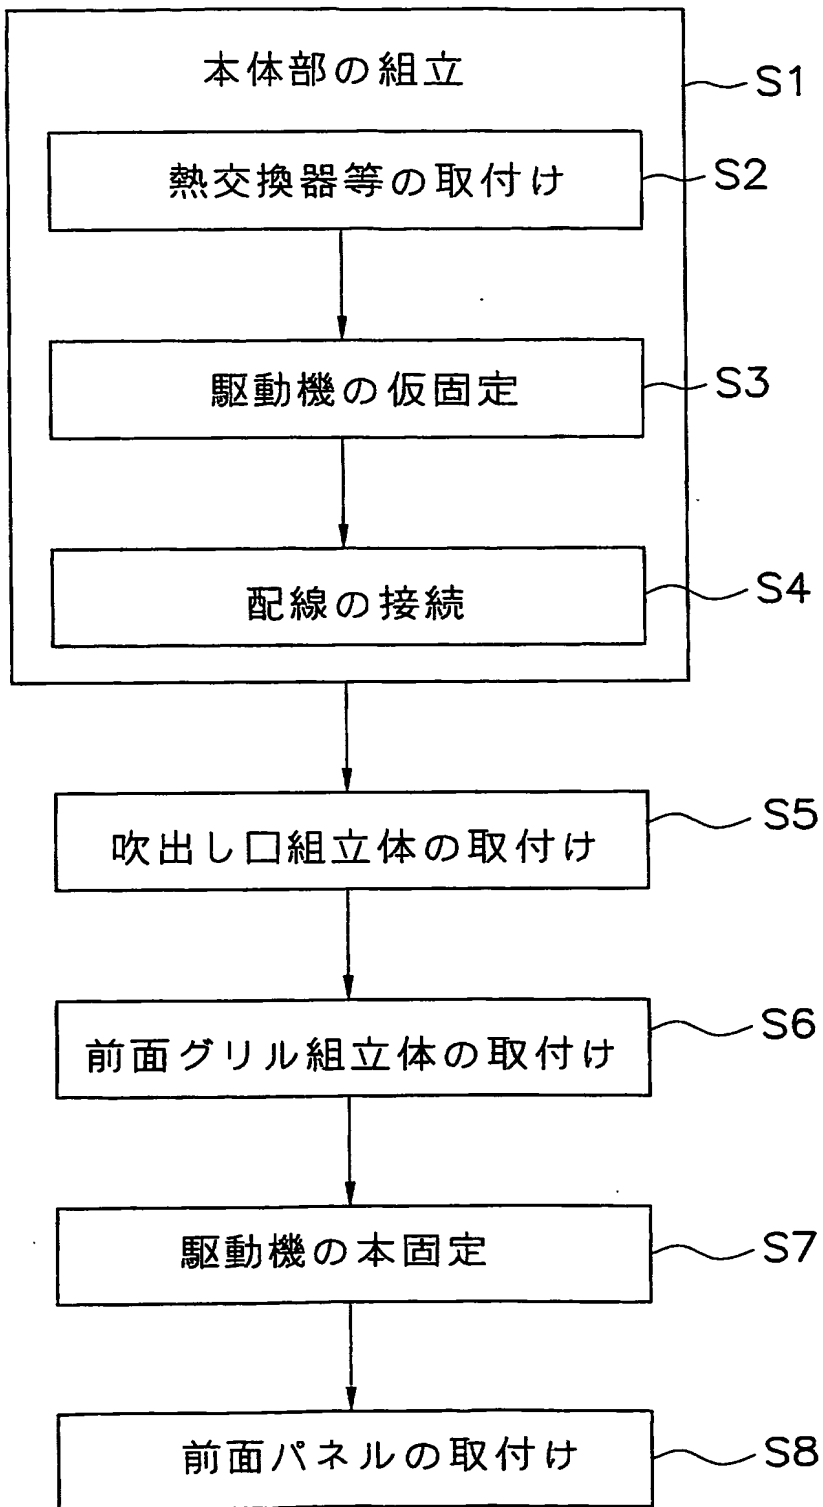 本体部の組立
S1
熱交換器等の取付け
S2
駆動機の仮固定
S3
配線の接続
S4
吹出し口組立体の取付け
S5
前面グリル組立体の取付け
S6
駆動機の本固定
S7
前面パネルの取付け
S8